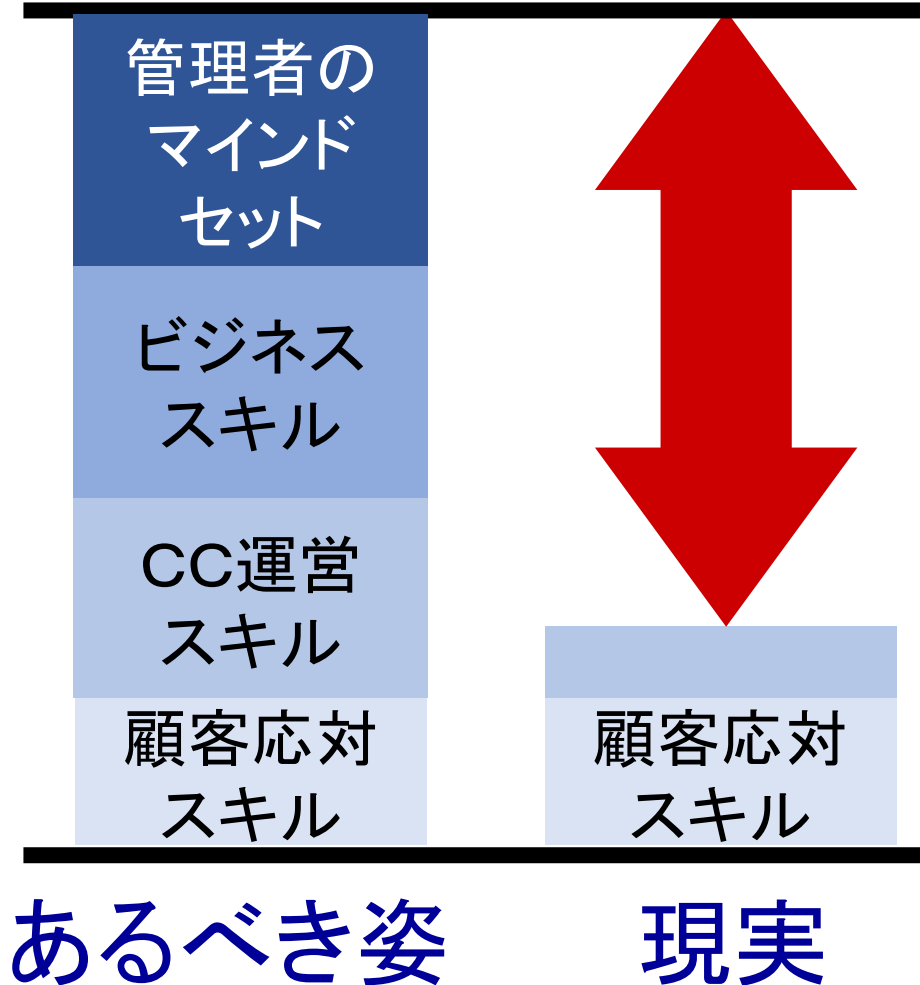 管理者の
マインド
セット
ビジネス
スキル
CC運営
スキル
顧客応対
スキル
顧客応対
スキル
あるべき姿
現実